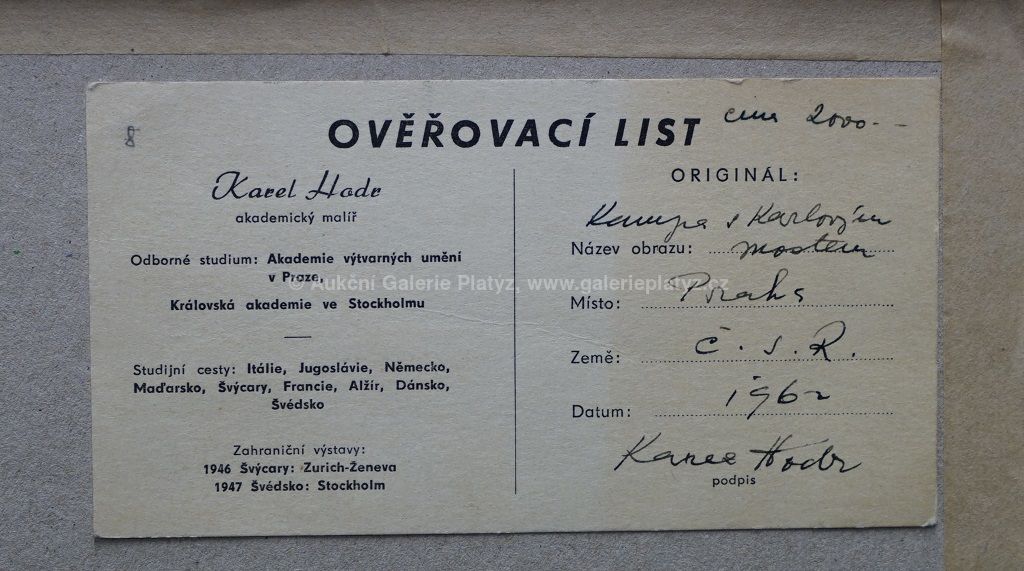 OVĚŘOVACÍ LIST
cena 2000.-
Karel Hodr
akademický malíř
Odborné studium: Akademie výtvarných umění
v Praze,
Královská akademie ve Stockholmu
Studijní cesty: Itálie, Jugoslávie, Německo,
Maďarsko, Švýcary, Francie, Alžír, Dánsko,
Švédsko
Zahraniční výstavy:
1946 Švýcary: Zurich-Ženeva
1947 Švédsko: Stockholm
ORIGINÁL:
Kampa s Karlovým
Název obrazu: mostem
Místo: Praha
Země: Č.S.R.
Datum: 1962
Karel Hodr
podpis
© Aukční Galerie Platýz, www.galerieplatyz.cz